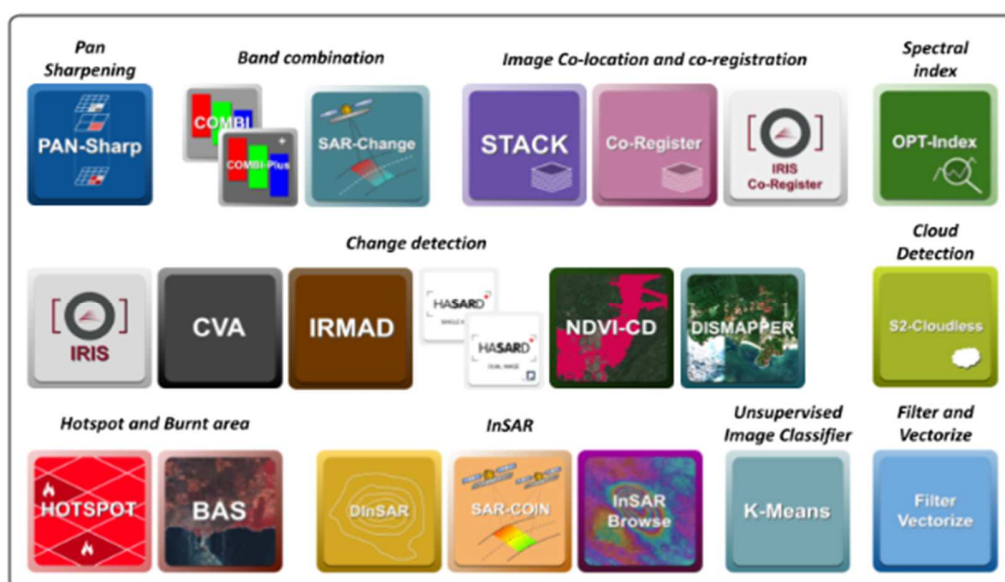 Pan
Sharpening
Band combination
Image Co-location and co-registration
Spectral
index
PAN-Sharp
COMBI
+
COMBI-Plus
SAR-Change
STACK
Co-Register
IRIS
Co-Register
OPT-Index
Change detection
Cloud
Detection
IRIS
CVA
IRMAD
HASARD
HASARD
DUAL IMAGE
NDVI-CD
DISMAPPER
S2-Cloudless
Hotspot and Burnt area
InSAR
Unsupervised
Image Classifier
Filter and
Vectorize
HOTSPOT
BAS
DInSAR
SAR-COIN
InSAR
Browse
K-Means
Filter
Vectorize